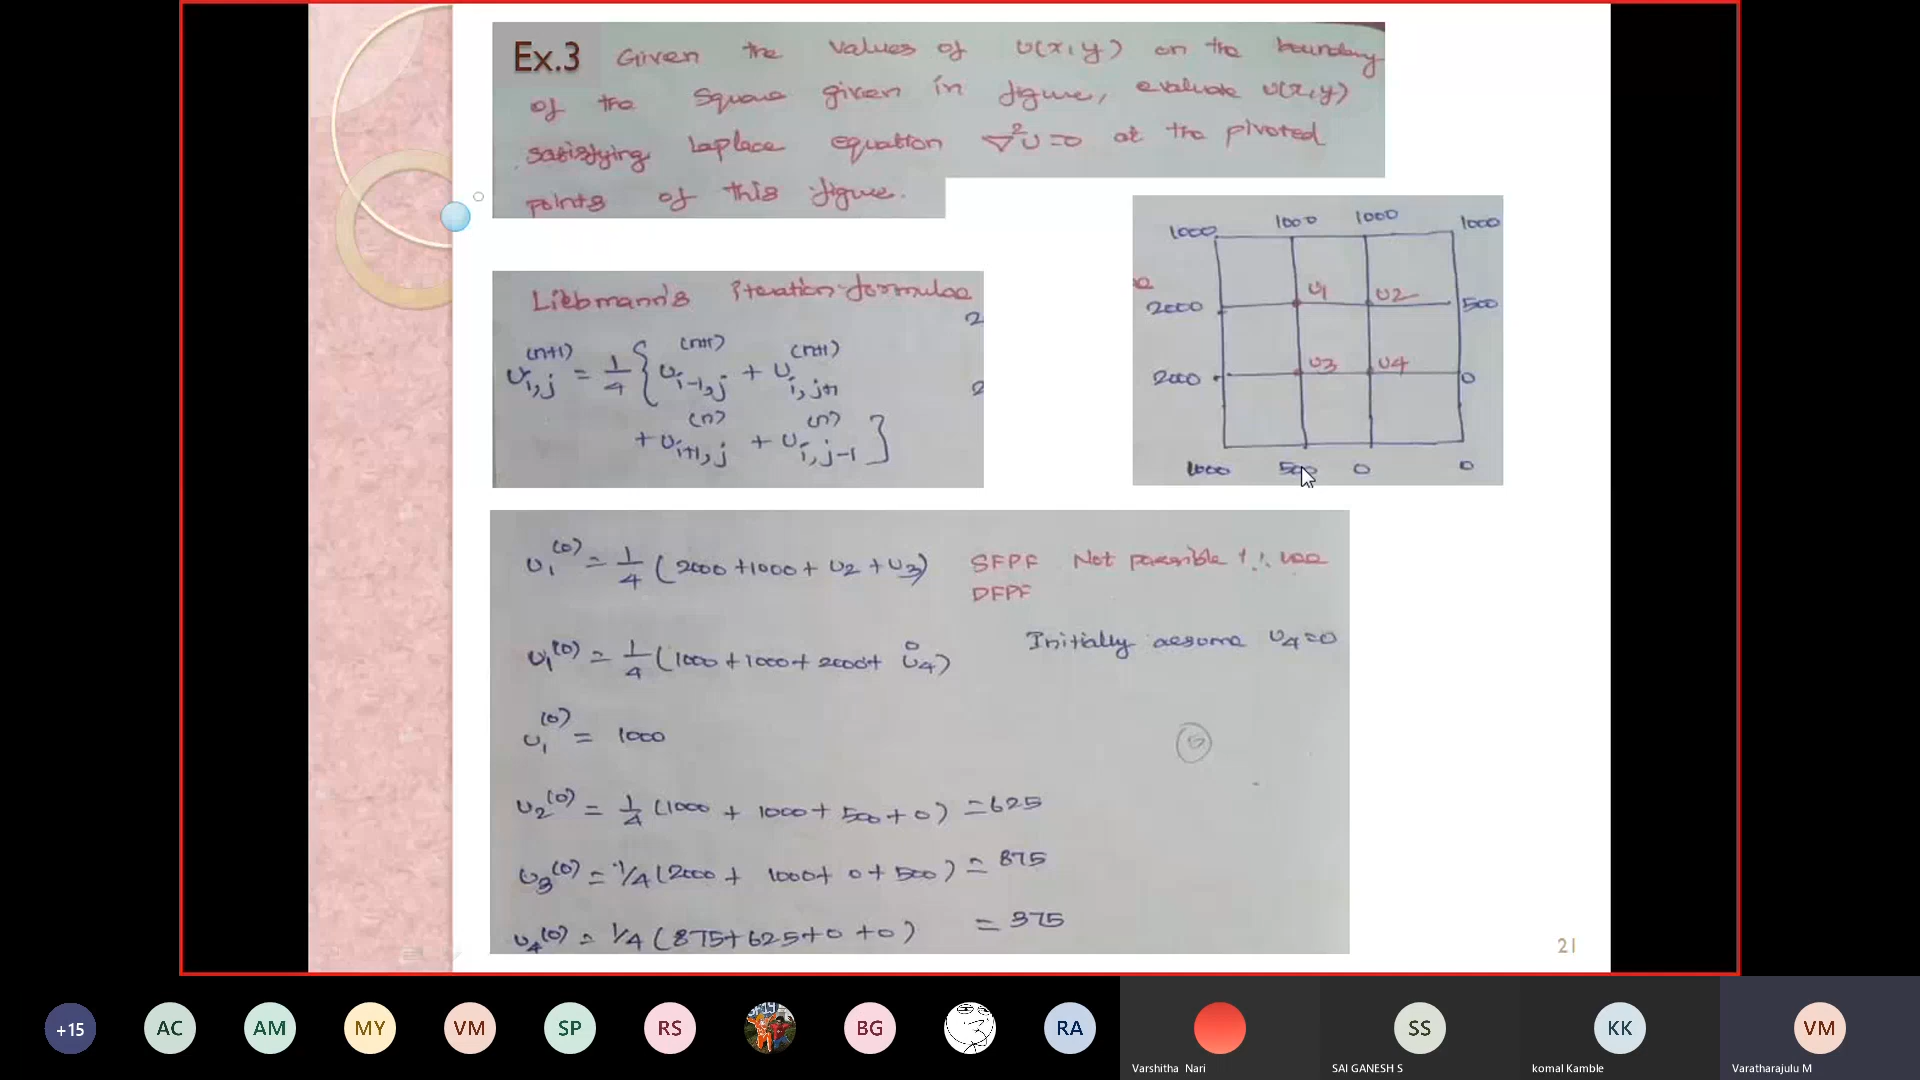 Ex.3 Given the values of U(x,y) on the boundary
of the square given in figure, evaluate U(x,y)
satisfying Laplace equation ∇²U=0 at the pivoted
points of this figure.
1000 1000 1000 1000
2000 U1 U2 500
2000 U3 U4 0
1000 500 0 0
Liebmann's iteration formulae
U_{i,j}^{(n+1)} = 1/4 { U_{i-1,j}^{(n+1)} + U_{i,j+1}^{(n+1)}
+ U_{i+1,j}^{(n)} + U_{i,j-1}^{(n)} ]
U₁⁽⁰⁾ = 1/4 (2000 + 1000 + U2 + U3) SFPF Not possible ∴ use
DFPF
U₁⁽⁰⁾ = 1/4 (1000 + 1000 + 2000 + U4) Initially assume U4=0
0
U₁⁽⁰⁾ = 1000
5
U₂⁽⁰⁾ = 1/4 (1000 + 1000 + 500 + 0) = 625
U₃⁽⁰⁾ = 1/4 (2000 + 1000 + 0 + 500) = 875
U₄⁽⁰⁾ = 1/4 (875 + 625 + 0 + 0) = 375
21
+15 AC AM MY VM SP RS BG RA SS KK VM
Varshitha Nari SAI GANESH S komal Kamble Varatharajulu M